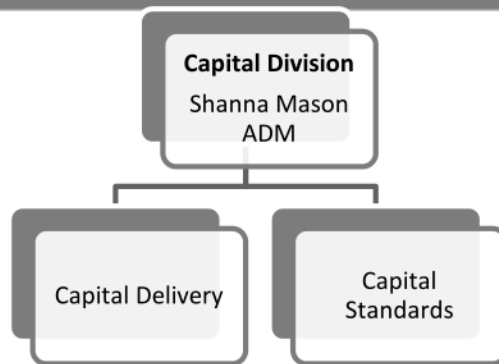 Capital Division
Shanna Mason
ADM
Capital Delivery
Capital
Standards